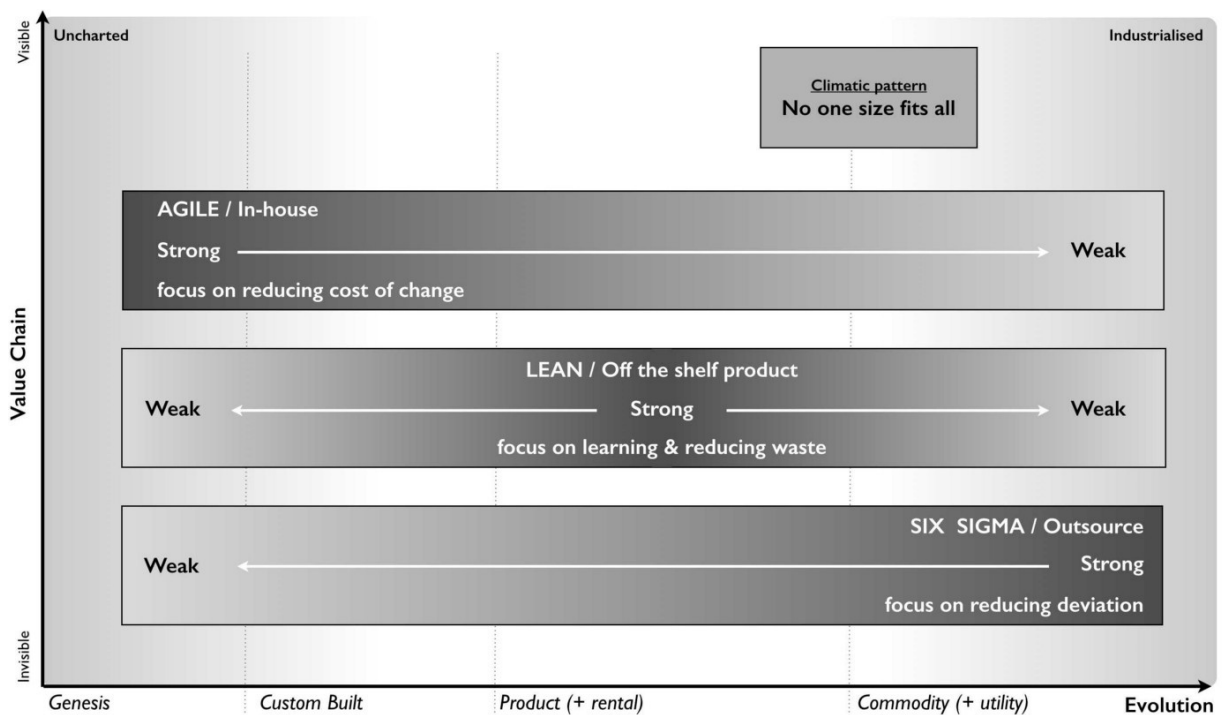 Visible
Uncharted
Industrialised
Climatic pattern
No one size fits all
AGILE / In-house
Strong
Weak
focus on reducing cost of change
Value Chain
LEAN / Off the shelf product
Weak
Strong
Weak
focus on learning & reducing waste
SIX SIGMA / Outsource
Weak
Strong
focus on reducing deviation
Invisible
Genesis
Custom Built
Product (+ rental)
Commodity (+ utility)
Evolution